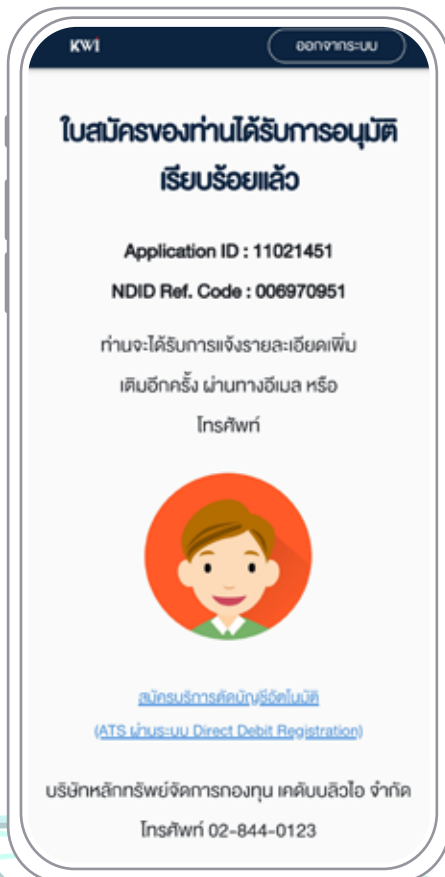 KWI
ออกจากระบบ
ใบสมัครของท่านได้รับการอนุมัติ
เรียบร้อยแล้ว
Application ID : 11021451
NDID Ref. Code : 006970951
ท่านจะได้รับการแจ้งรายละเอียดเพิ่ม
เติมอีกครั้ง ผ่านทางอีเมล หรือ
โทรศัพท์
สมัครบริการตัดบัญชีอัตโนมัติ
(ATS ผ่านระบบ Direct Debit Registration)
บริษัทหลักทรัพย์จัดการกองทุน เคดับบลิวไอ จำกัด
โทรศัพท์ 02-844-0123